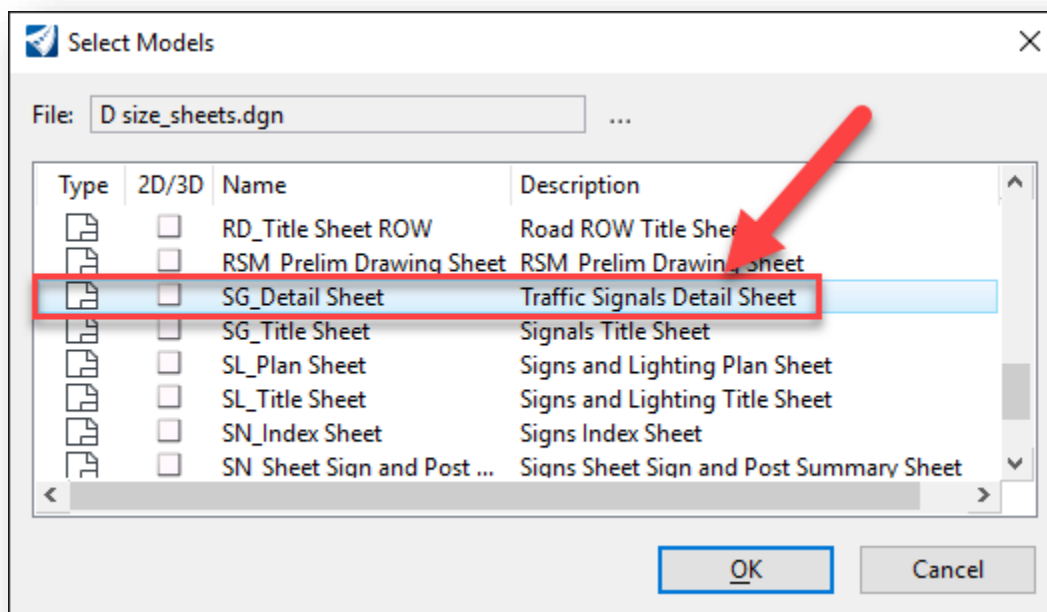 Select Models
File: D size_sheets.dgn ...
Type 2D/3D Name Description
RD_Title Sheet ROW Road ROW Title Sheet
RSM_Prelim Drawing Sheet RSM_Prelim Drawing Sheet
SG_Detail Sheet Traffic Signals Detail Sheet
SG_Title Sheet Signals Title Sheet
SL_Plan Sheet Signs and Lighting Plan Sheet
SL_Title Sheet Signs and Lighting Title Sheet
SN_Index Sheet Signs Index Sheet
SN_Sheet Sign and Post ... Signs Sheet Sign and Post Summary Sheet
OK Cancel